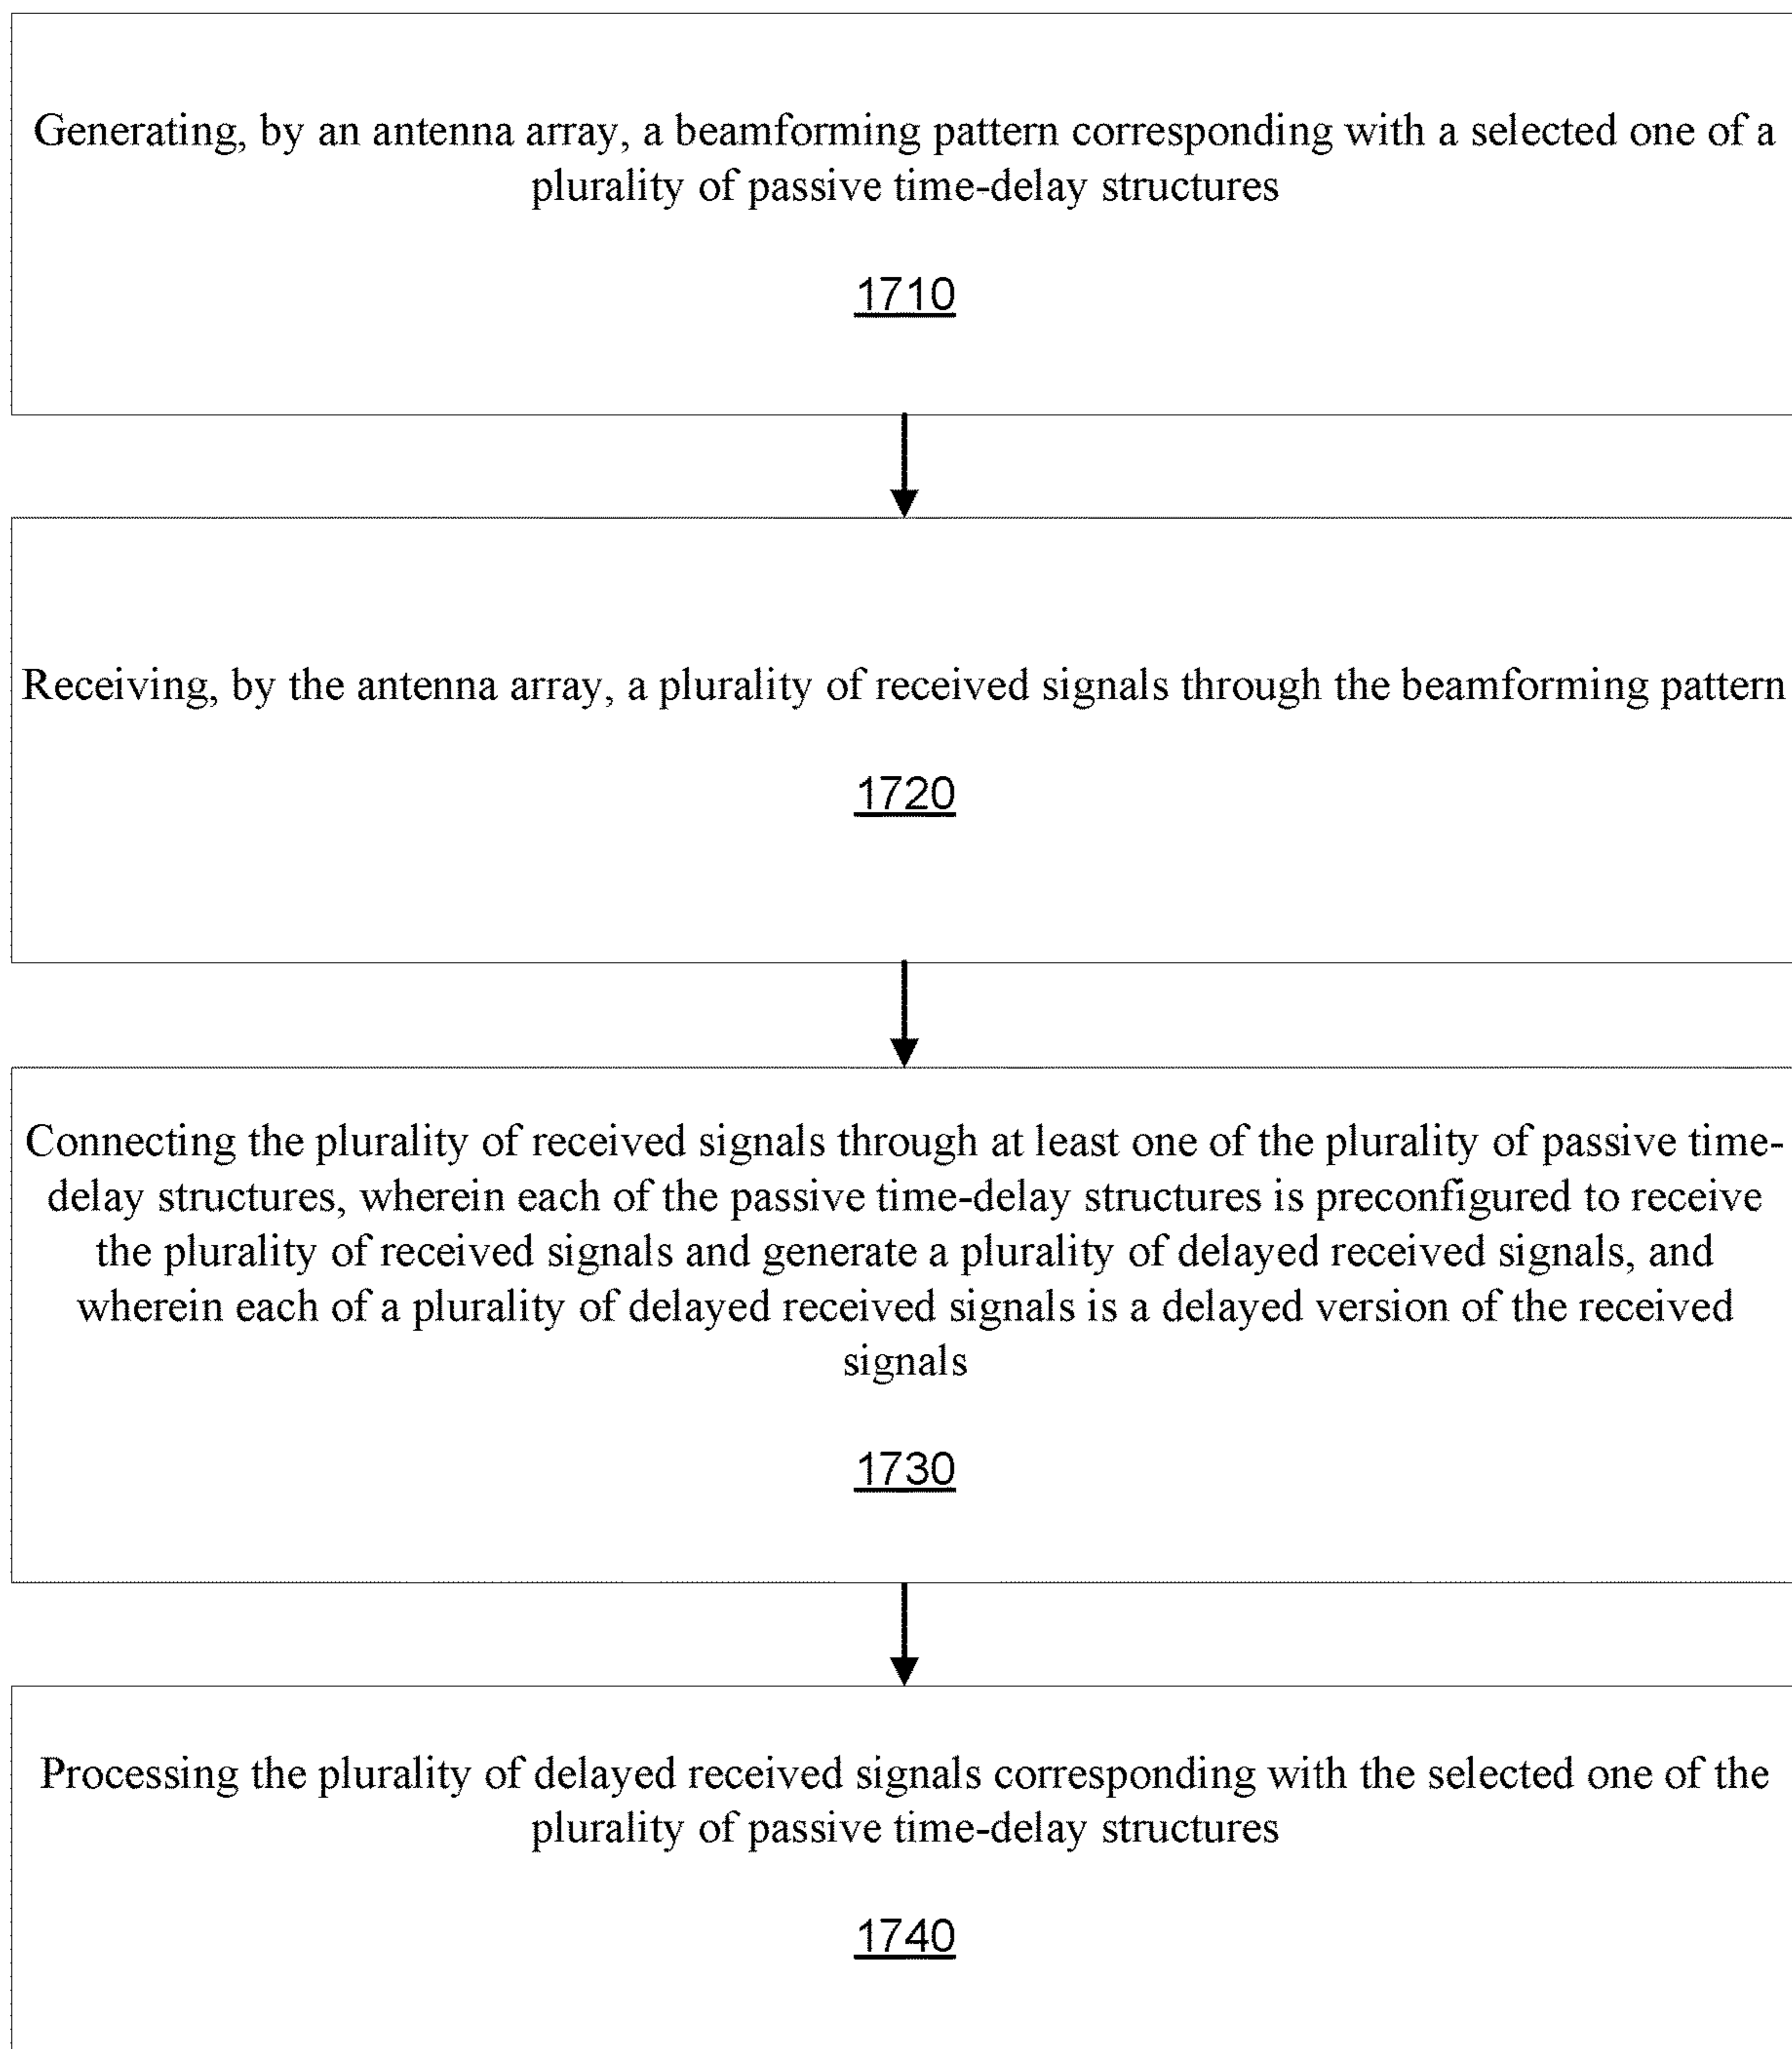 Generating, by an antenna array, a beamforming pattern corresponding with a selected one of a
plurality of passive time-delay structures
1710
Receiving, by the antenna array, a plurality of received signals through the beamforming pattern
1720
Connecting the plurality of received signals through at least one of the plurality of passive time-
delay structures, wherein each of the passive time-delay structures is preconfigured to receive
the plurality of received signals and generate a plurality of delayed received signals, and
wherein each of a plurality of delayed received signals is a delayed version of the received
signals
1730
Processing the plurality of delayed received signals corresponding with the selected one of the
plurality of passive time-delay structures
1740